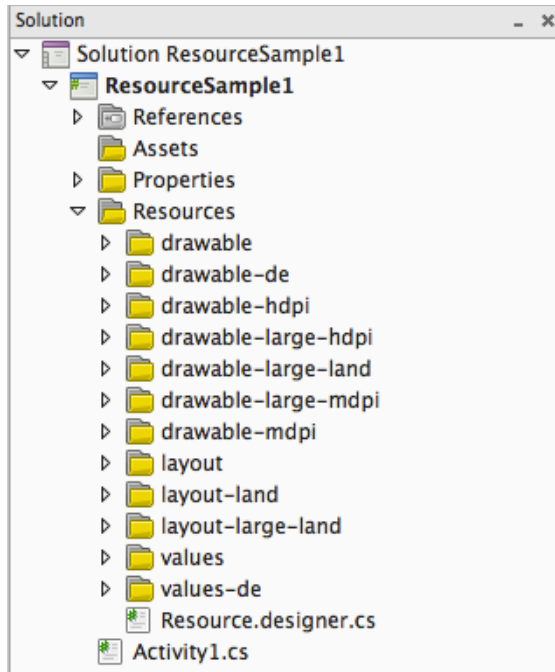 Solution
Solution ResourceSample1
ResourceSample1
References
Assets
Properties
Resources
drawable
drawable-de
drawable-hdpi
drawable-large-hdpi
drawable-large-land
drawable-large-mdpi
drawable-mdpi
layout
layout-land
layout-large-land
values
values-de
Resource.designer.cs
Activity1.cs